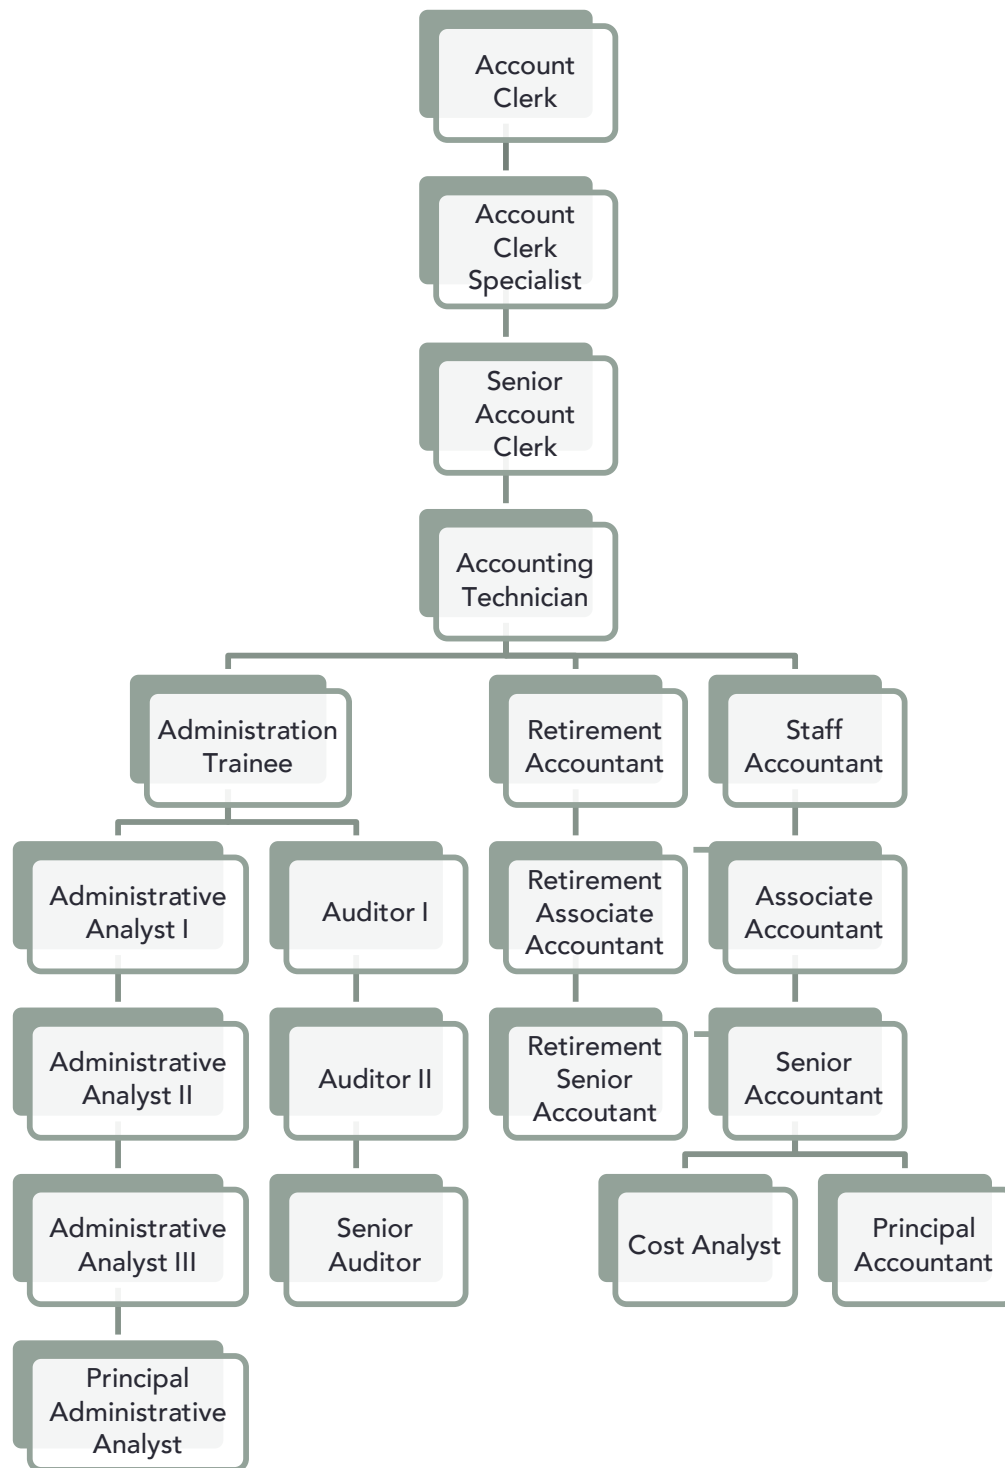 Account
Clerk
Account
Clerk
Specialist
Senior
Account
Clerk
Accounting
Technician
Administration
Trainee
Retirement
Accountant
Staff
Accountant
Administrative
Analyst I
Auditor I
Retirement
Associate
Accountant
Associate
Accountant
Administrative
Analyst II
Auditor II
Retirement
Senior
Accoutant
Senior
Accountant
Administrative
Analyst III
Senior
Auditor
Cost Analyst
Principal
Accountant
Principal
Administrative
Analyst